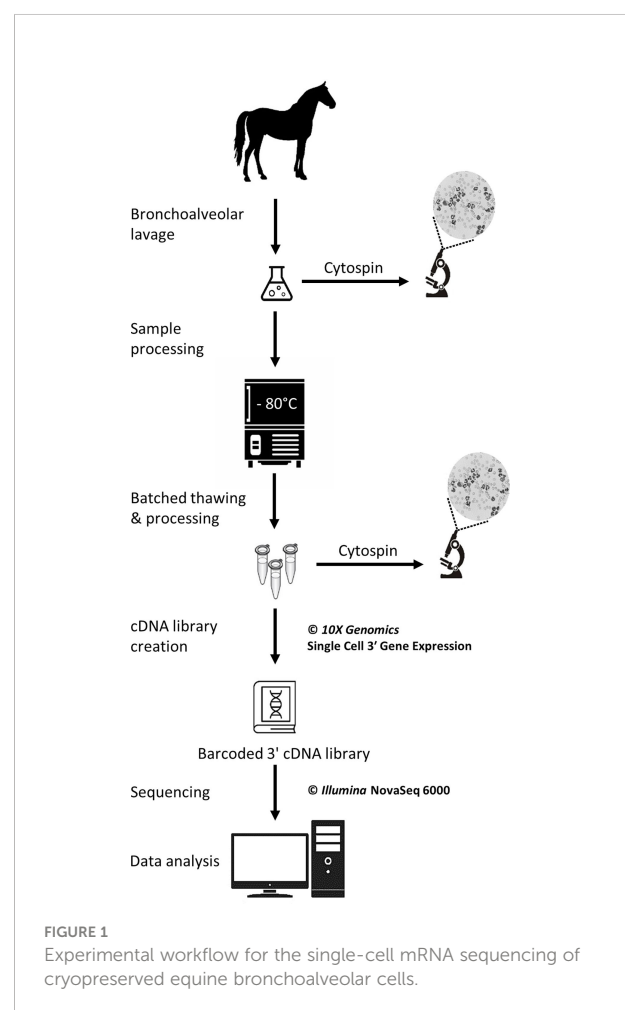 Bronchoalveolar
lavage
Cytospin
Sample
processing
- 80°C
Batched thawing
& processing
Cytospin
cDNA library
creation
© 10X Genomics
Single Cell 3′ Gene Expression
Barcoded 3' cDNA library
Sequencing
© Illumina NovaSeq 6000
Data analysis
FIGURE 1
Experimental workflow for the single-cell mRNA sequencing of
cryopreserved equine bronchoalveolar cells.